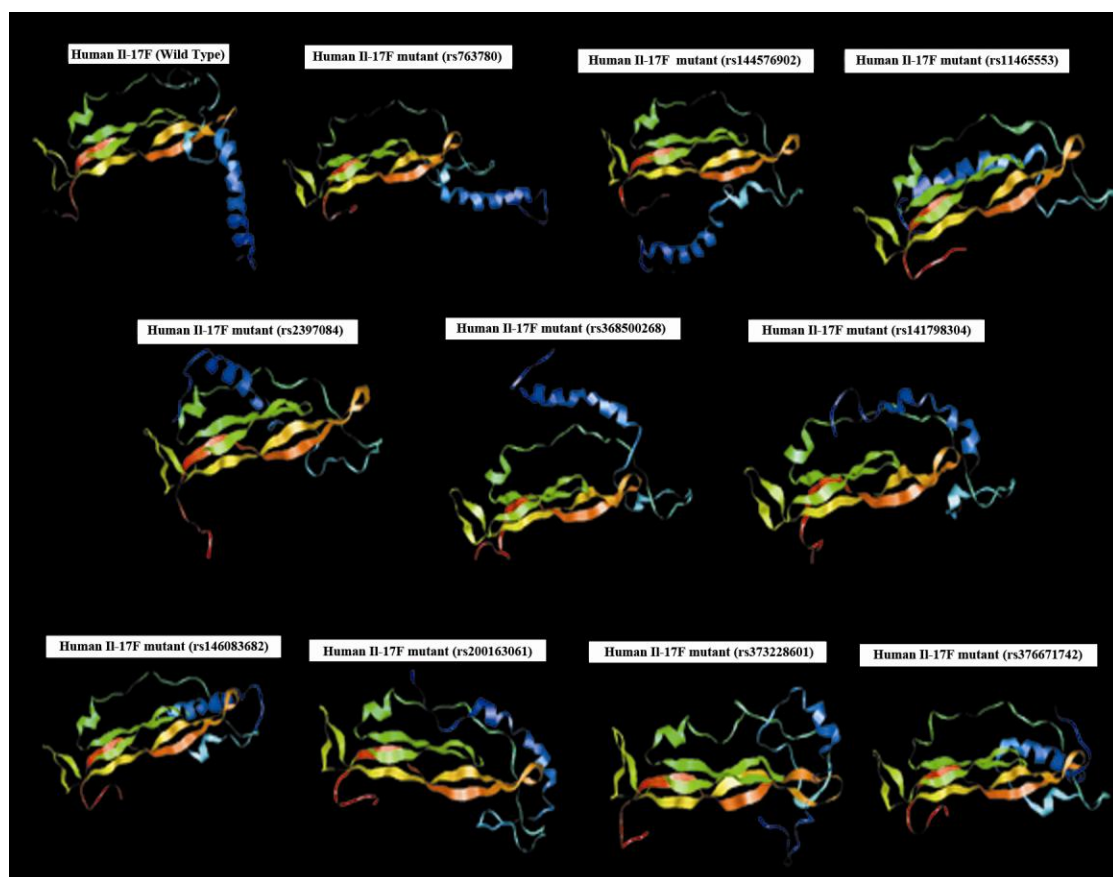 Human Il-17F (Wild Type)
Human Il-17F mutant (rs763780)
Human Il-17F mutant (rs144576902)
Human Il-17F mutant (rs11465553)
Human Il-17F mutant (rs2397084)
Human Il-17F mutant (rs368500268)
Human Il-17F mutant (rs141798304)
Human Il-17F mutant (rs146083682)
Human Il-17F mutant (rs200163061)
Human Il-17F mutant (rs373228601)
Human Il-17F mutant (rs376671742)